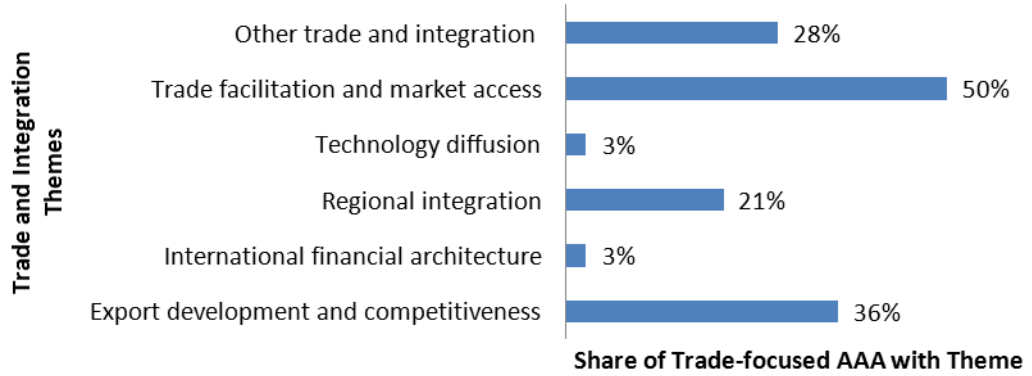 Trade and Integration
Themes
Other trade and integration 28%
Trade facilitation and market access 50%
Technology diffusion 3%
Regional integration 21%
International financial architecture 3%
Export development and competitiveness 36%
Share of Trade-focused AAA with Theme